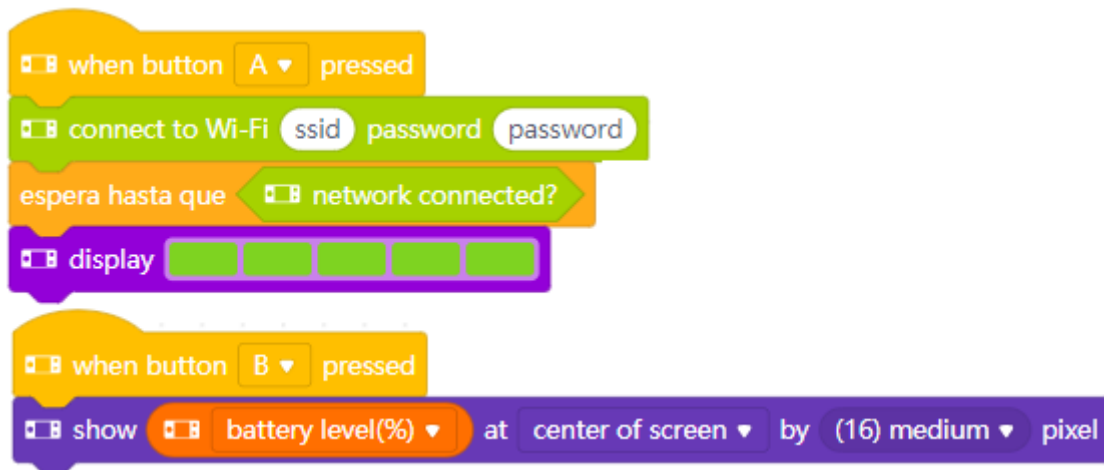 when button A pressed
connect to Wi-Fi ssid password password
espera hasta que network connected?
display
when button B pressed
show battery level(%) at center of screen by (16) medium pixel